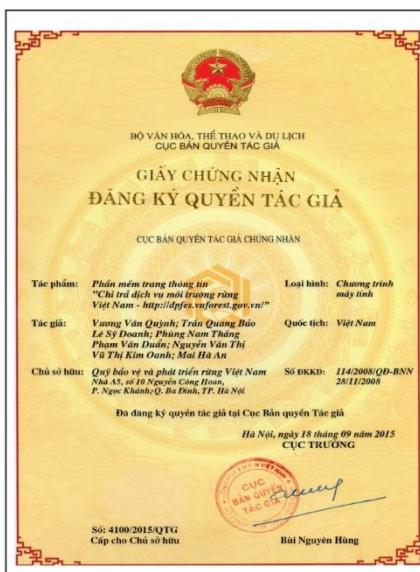 BỘ VĂN HÓA, THỂ THAO VÀ DU LỊCH
CỤC BẢN QUYỀN TÁC GIẢ
GIẤY CHỨNG NHẬN
ĐĂNG KÝ QUYỀN TÁC GIẢ
CỤC BẢN QUYỀN TÁC GIẢ CHỨNG NHẬN
Tác phẩm: Phần mềm trang thông tin Loại hình: Chương trình
"Chi trả dịch vụ môi trường rừng máy tính
Việt Nam - http://dpfes.vnforest.gov.vn/"
Tác giả: Vương Văn Quỳnh; Trần Quang Bảo Quốc tịch: Việt Nam
Lê Sỹ Doanh; Phùng Nam Thắng
Phạm Văn Duẩn; Nguyễn Văn Thị
Vũ Thị Kim Oanh; Mai Hà An
Chủ sở hữu: Quỹ bảo vệ và phát triển rừng Việt Nam Số ĐKKD: 114/2008/QĐ-BNN
Nhà A5, số 10 Nguyễn Công Hoan, 28/11/2008
P. Ngọc Khánh; Q. Ba Đình, TP. Hà Nội
Đã đăng ký quyền tác giả tại Cục Bản quyền Tác giả
Hà Nội, ngày 18 tháng 09 năm 2015
CỤC TRƯỞNG
CỤC
BẢN QUYỀN
TÁC GIẢ
Số: 4100/2015/QTG
Cấp cho Chủ sở hữu Bùi Nguyên Hùng